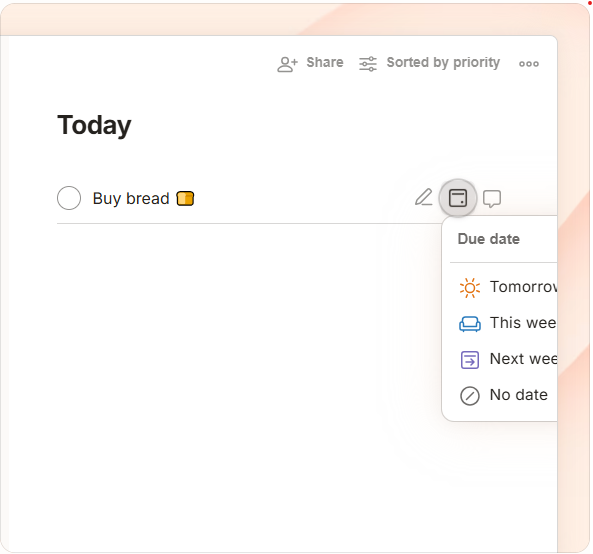 Share Sorted by priority
Today
Buy bread 🍞
Due date
Tomorrow
This wee
Next wee
No date